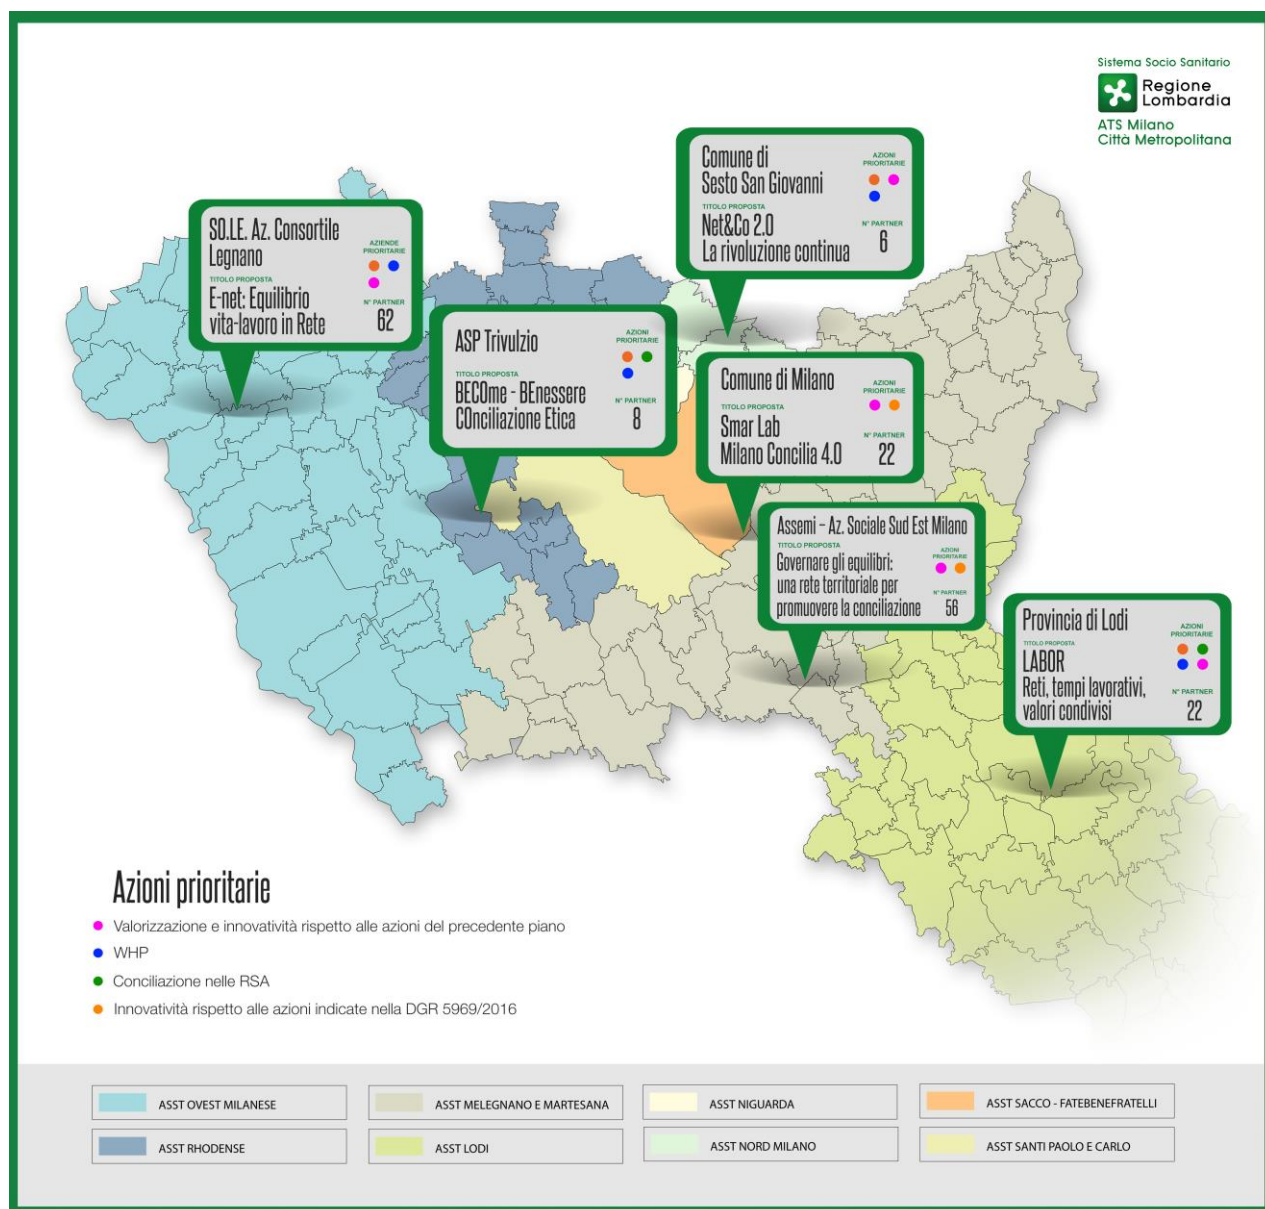 Sistema Socio Sanitario
Regione
Lombardia
ATS Milano
Città Metropolitana
Comune di
Sesto San Giovanni
TITOLO PROPOSTA
Net&Co 2.0
La rivoluzione continua
AZIONI
PRIORITARIE
N° PARTNER
6
SO.LE. Az. Consortile
Legnano
TITOLO PROPOSTA
E-net: Equilibrio
vita-lavoro in Rete
AZIENDE
PRIORITARIE
N° PARTNER
62
ASP Trivulzio
TITOLO PROPOSTA
BECOme - BEnessere
COnciliazione Etica
AZIONI
PRIORITARIE
N° PARTNER
8
Comune di Milano
TITOLO PROPOSTA
Smar Lab
Milano Concilia 4.0
AZIONI
PRIORITARIE
N° PARTNER
22
Assemi – Az. Sociale Sud Est Milano
TITOLO PROPOSTA
Governare gli equilibri:
una rete territoriale per
promuovere la conciliazione
AZIONI
PRIORITARIE
N° PARTNER
56
Provincia di Lodi
TITOLO PROPOSTA
LABOR
Reti, tempi lavorativi,
valori condivisi
AZIONI
PRIORITARIE
N° PARTNER
22
Azioni prioritarie
Valorizzazione e innovatività rispetto alle azioni del precedente piano
WHP
Conciliazione nelle RSA
Innovatività rispetto alle azioni indicate nella DGR 5969/2016
ASST OVEST MILANESE
ASST MELEGNANO E MARTESANA
ASST NIGUARDA
ASST SACCO - FATEBENEFRATELLI
ASST RHODENSE
ASST LODI
ASST NORD MILANO
ASST SANTI PAOLO E CARLO